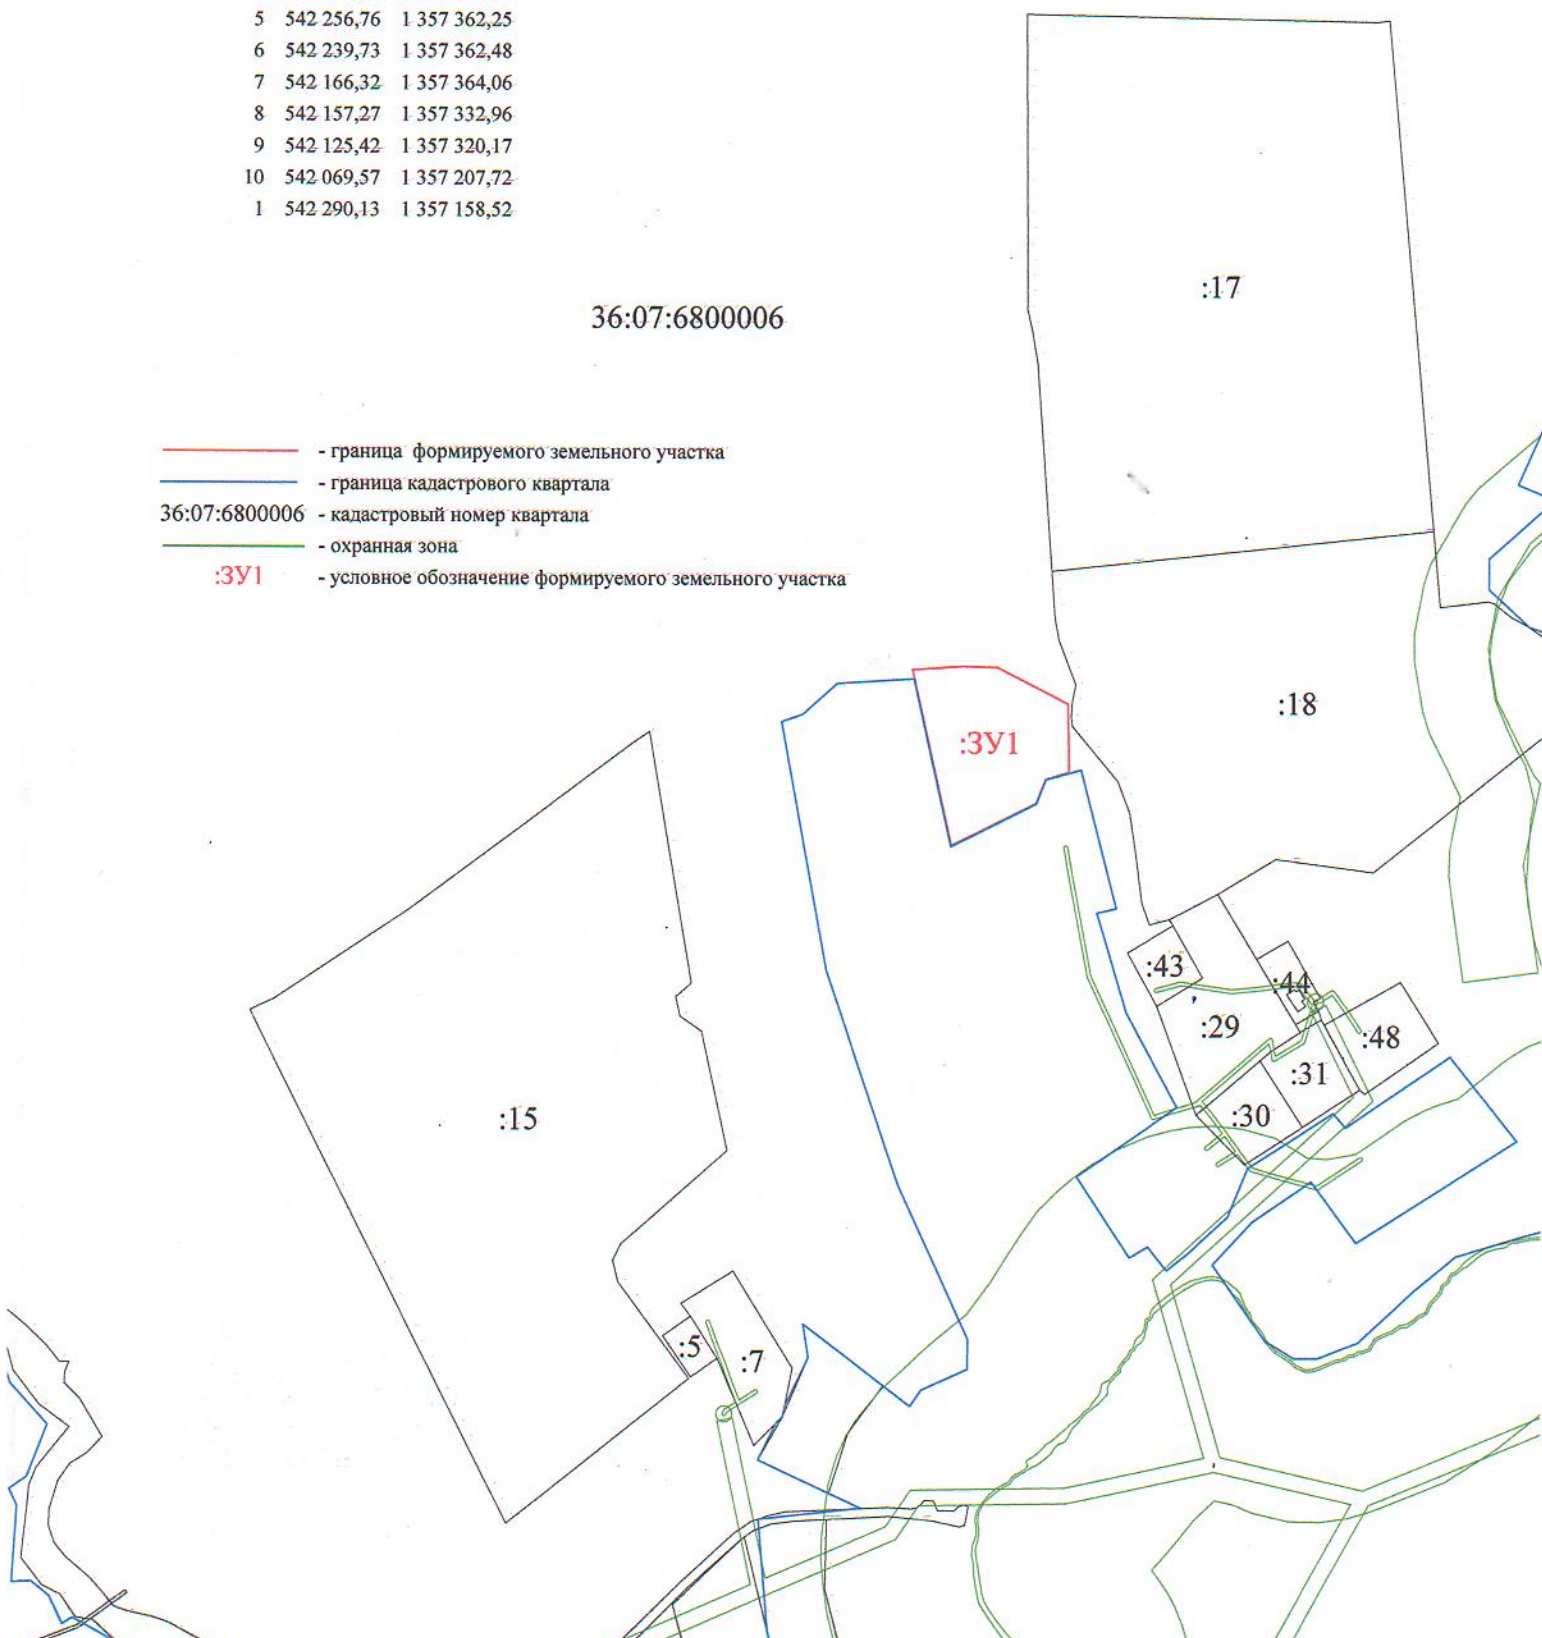 5 542 256,76 1 357 362,25
6 542 239,73 1 357 362,48
7 542 166,32 1 357 364,06
8 542 157,27 1 357 332,96
9 542 125,42 1 357 320,17
10 542 069,57 1 357 207,72
1 542 290,13 1 357 158,52
:17
36:07:6800006
- граница формируемого земельного участка
- граница кадастрового квартала
36:07:6800006 - кадастровый номер квартала
- охранная зона
:ЗУ1 - условное обозначение формируемого земельного участка
:18
:ЗУ1
:43
:44
:29
:48
:31
:30
:15
:5
:7